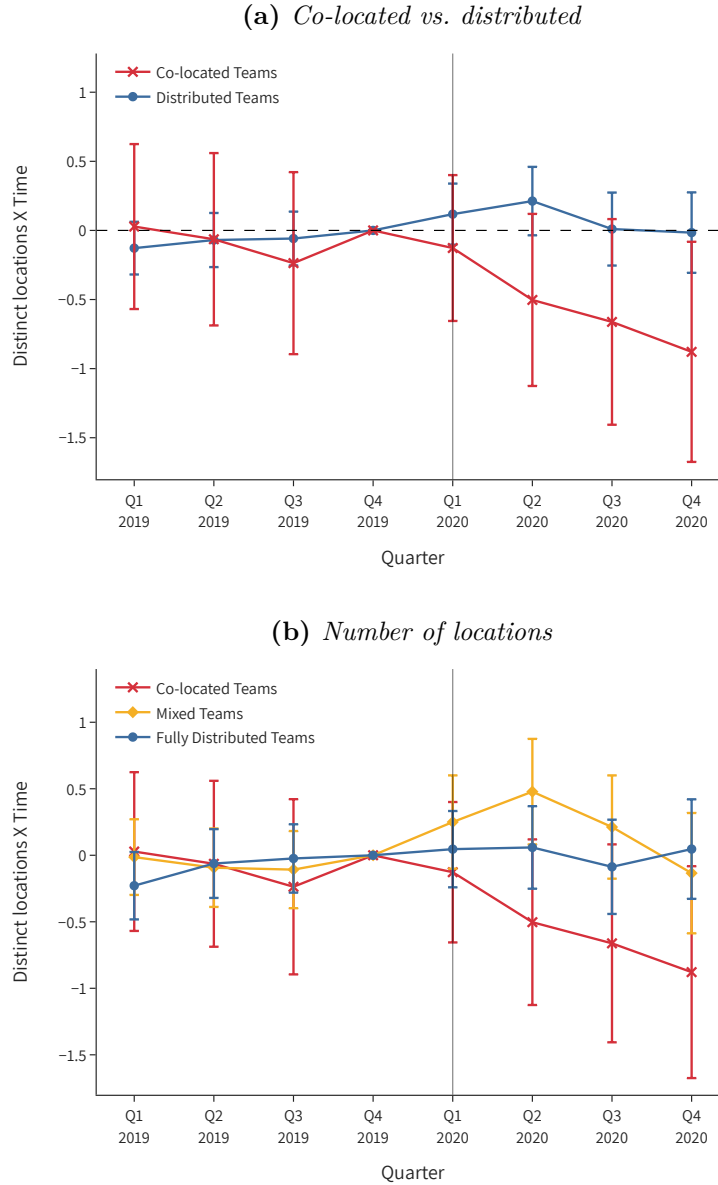 (a) Co-located vs. distributed
Co-located Teams
Distributed Teams
Distinct locations X Time
1
0.5
0
−0.5
−1
−1.5
Q1 Q2 Q3 Q4 Q1 Q2 Q3 Q4
2019 2019 2019 2019 2020 2020 2020 2020
Quarter
(b) Number of locations
Co-located Teams
Mixed Teams
Fully Distributed Teams
Distinct locations X Time
1
0.5
0
−0.5
−1
−1.5
Q1 Q2 Q3 Q4 Q1 Q2 Q3 Q4
2019 2019 2019 2019 2020 2020 2020 2020
Quarter